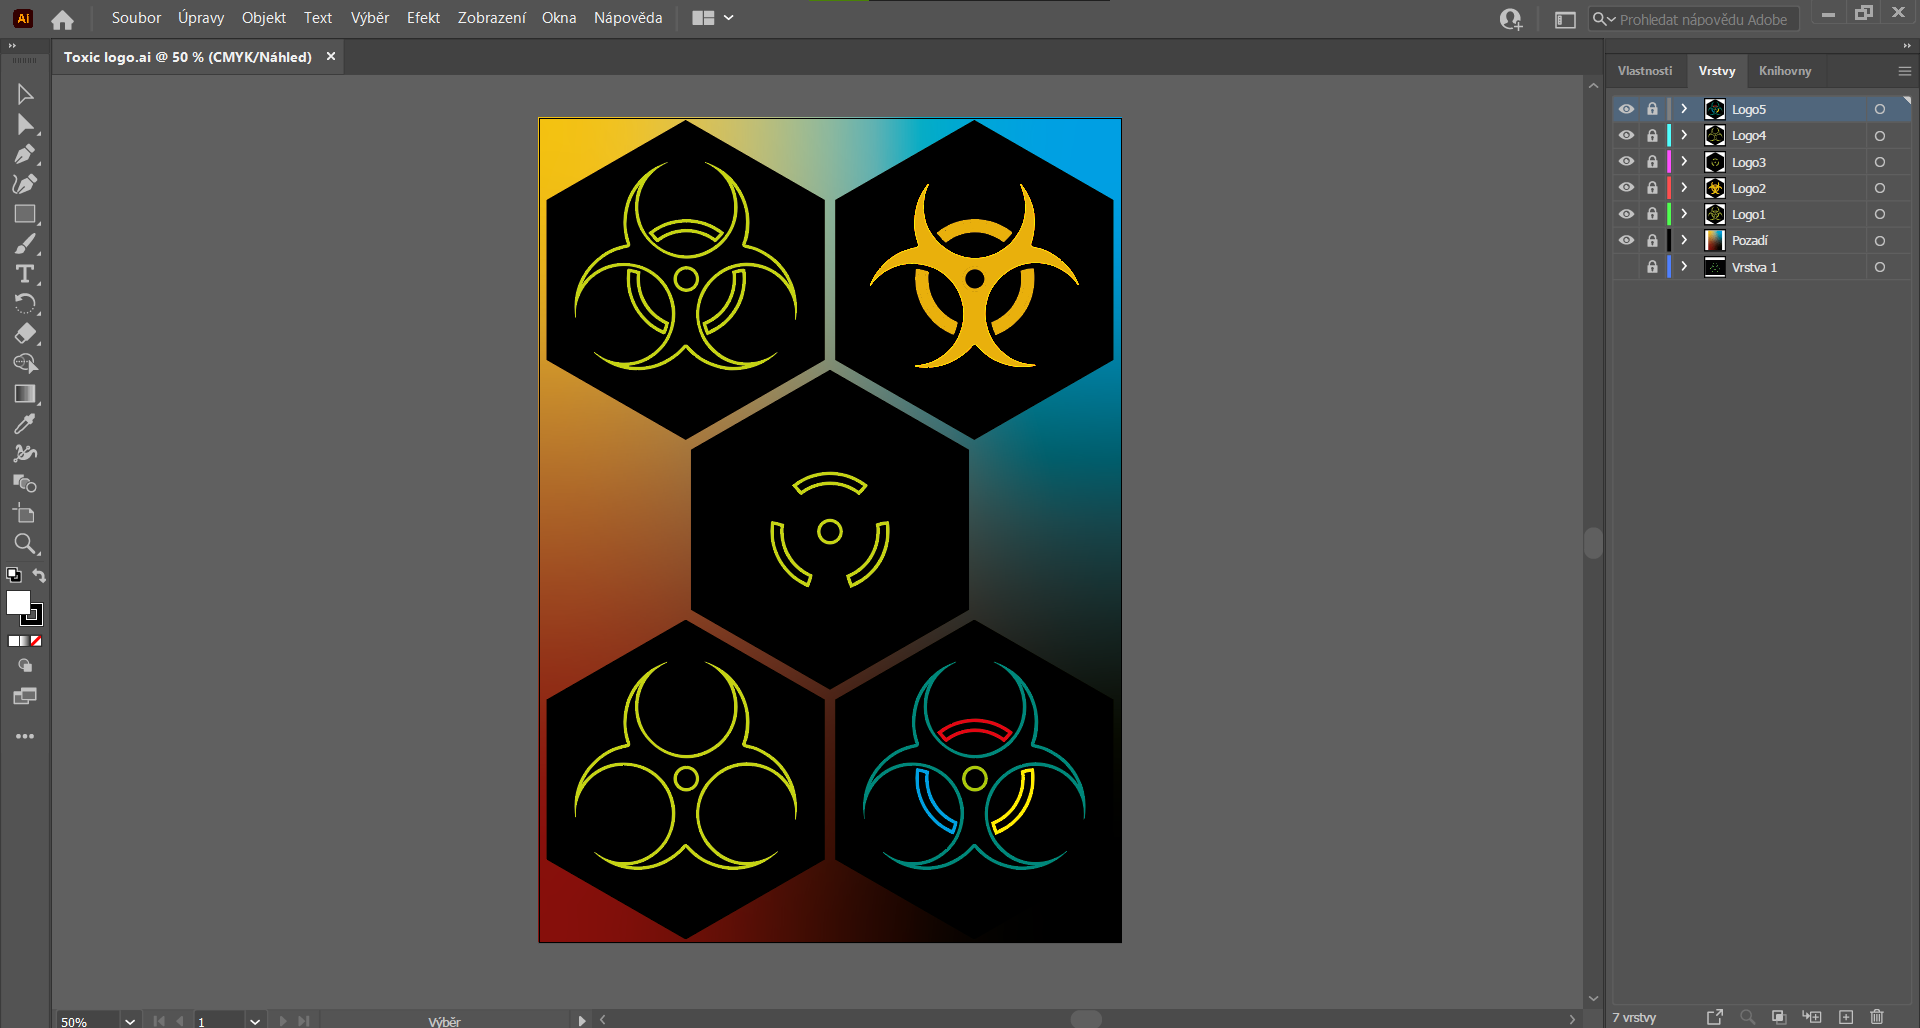 Ai Soubor Úpravy Objekt Text Výběr Efekt Zobrazení Okna Nápověda Prohledat nápovědu Adobe
Toxic logo.ai @ 50 % (CMYK/Náhled)
Vlastnosti Vrstvy Knihovny
Logo5
Logo4
Logo3
Logo2
Logo1
Pozadí
Vrstva 1
7 vrstvy
50% 1 Výběr